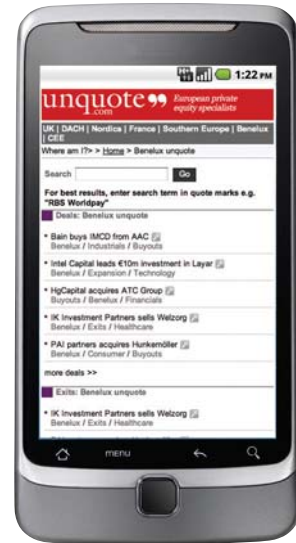 1:22 PM
unquote”
.com
European private
equity specialists
UK | DACH | Nordics | France | Southern Europe | Benelux
| CEE
Where am I?> > Home > Benelux unquote
Search Go
For best results, enter search term in quote marks e.g.
"RBS Worldpay"
Deals: Benelux unquote
• Bain buys IMCD from AAC
Benelux / Industrials / Buyouts
• Intel Capital leads €10m investment in Layar
Benelux / Expansion / Technology
• HgCapital acquires ATC Group
Buyouts / Benelux / Financials
• IK Investment Partners sells Welzorg
Benelux / Exits / Healthcare
• PAI partners acquires Hunkemöller
Benelux / Consumer / Buyouts
more deals >>
Exits: Benelux unquote
• IK Investment Partners sells Welzorg
Benelux / Exits / Healthcare
MENU